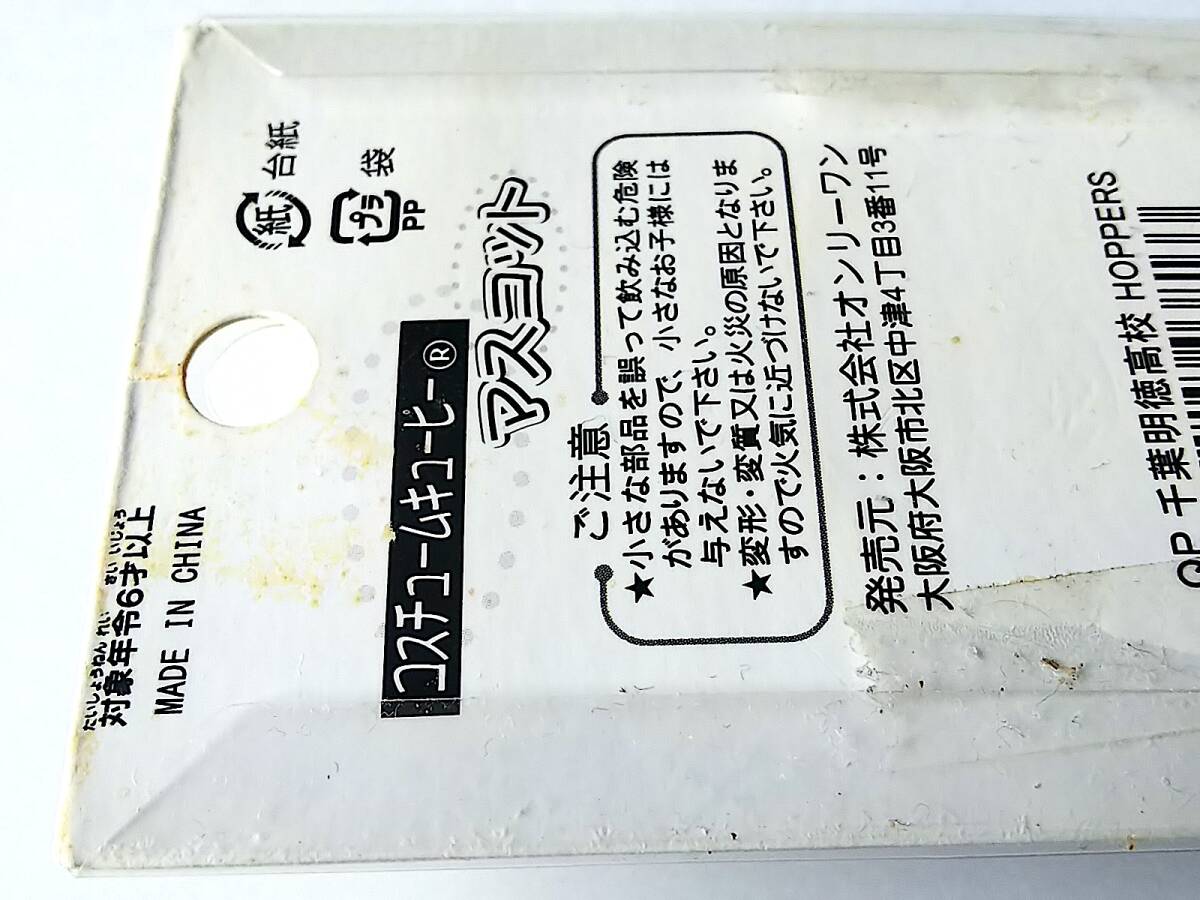 たいしょうねんれい さい いじょう
対象年令6才以上
MADE IN CHINA
紙 台紙
プラ 袋
PP
コスチュームキューピー®
マスコット
ご注意
★小さな部品を誤って飲み込む危険
がありますので、小さなお子様には
与えないで下さい。
★変形・変質又は火災の原因となりま
すので火気に近づけないで下さい。
発売元：株式会社オンリーワン
大阪府大阪市北区中津4丁目3番11号
QP 千葉明徳高校 HOPPERS